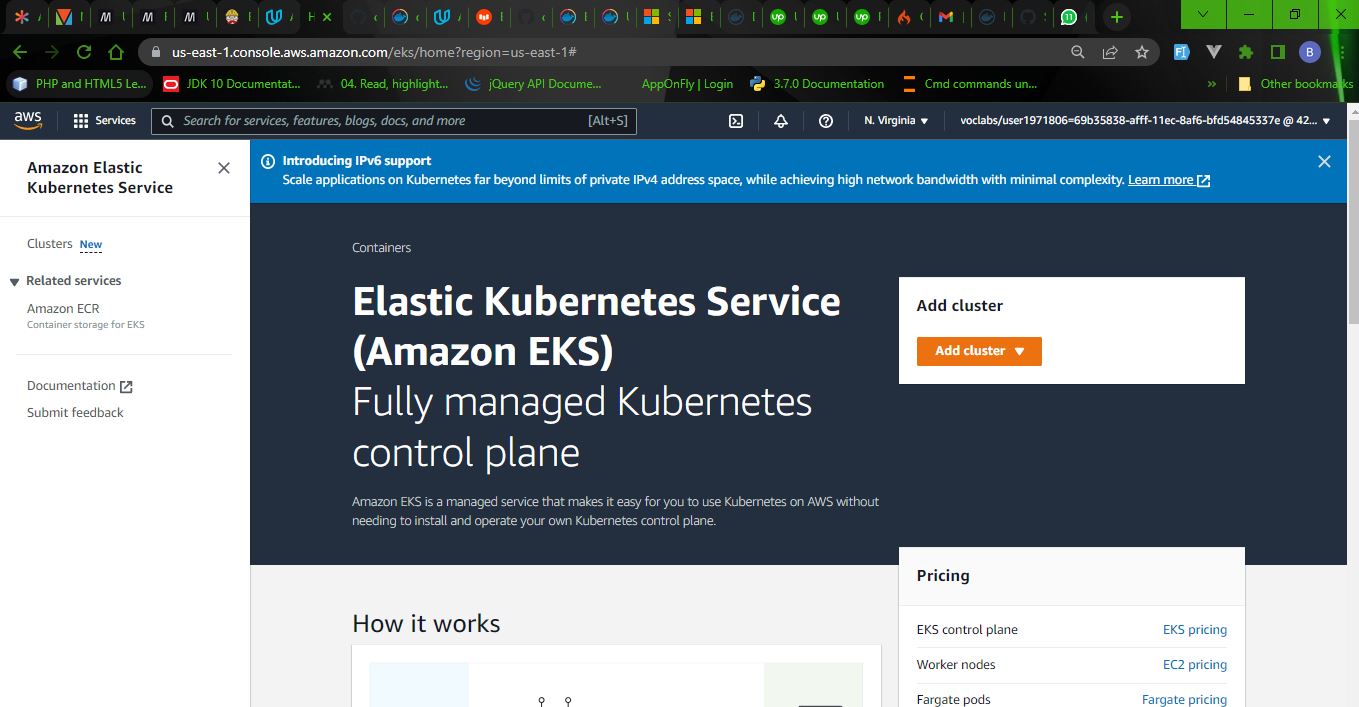 us-east-1.console.aws.amazon.com/eks/home?region=us-east-1#
B
PHP and HTML5 Le...
JDK 10 Documentat...
04. Read, highlight...
jQuery API Docume...
AppOnFly | Login
3.7.0 Documentation
Cmd commands un...
»
Other bookmarks
aws
Services
Search for services, features, blogs, docs, and more
[Alt+S]
N. Virginia
voclabs/user1971806=69b35838-afff-11ec-8af6-bfd54845337e @ 42...
Amazon Elastic
Kubernetes Service
Clusters New
Related services
Amazon ECR
Container storage for EKS
Documentation
Submit feedback
Introducing IPv6 support
Scale applications on Kubernetes far beyond limits of private IPv4 address space, while achieving high network bandwidth with minimal complexity. Learn more
Containers
Elastic Kubernetes Service
(Amazon EKS)
Fully managed Kubernetes
control plane
Amazon EKS is a managed service that makes it easy for you to use Kubernetes on AWS without
needing to install and operate your own Kubernetes control plane.
Add cluster
Add cluster
How it works
Pricing
EKS control plane
EKS pricing
Worker nodes
EC2 pricing
Fargate pods
Fargate pricing